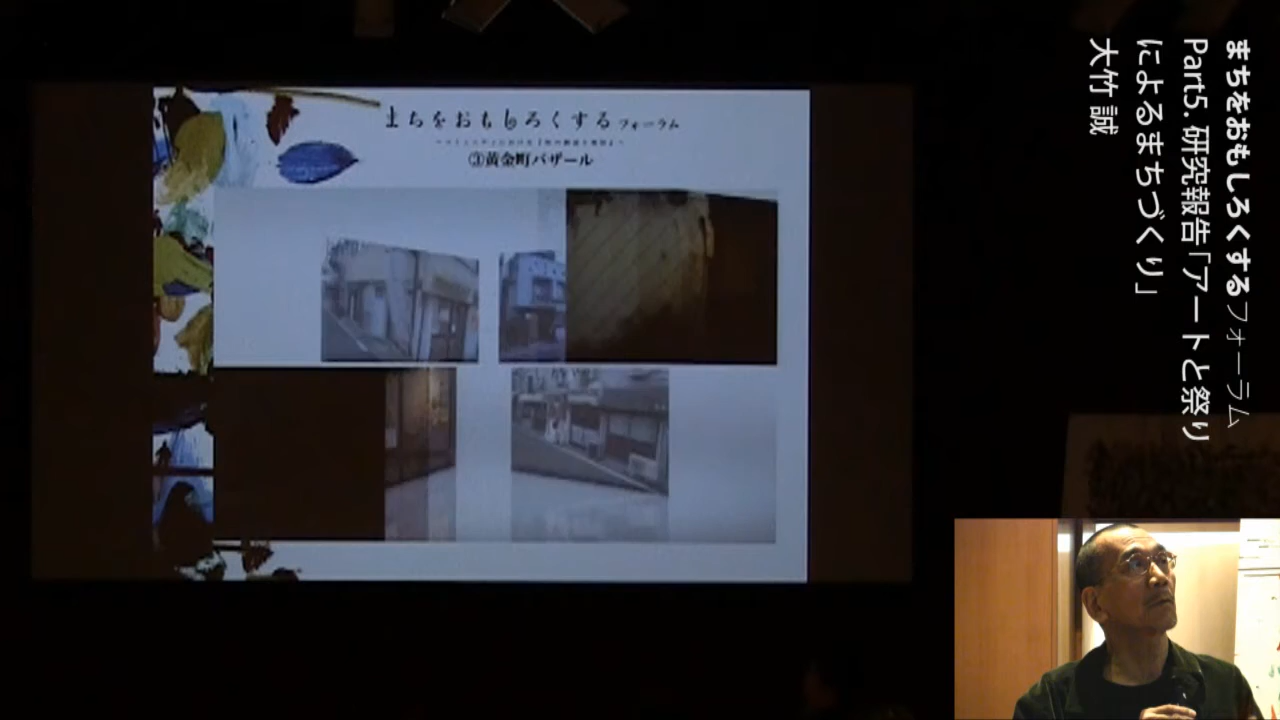 まちをおもしろくするフォーラム
③黄金町バザール
まちをおもしろくするフォーラム
Part5. 研究報告「アートと祭り
によるまちづくり」
大竹 誠